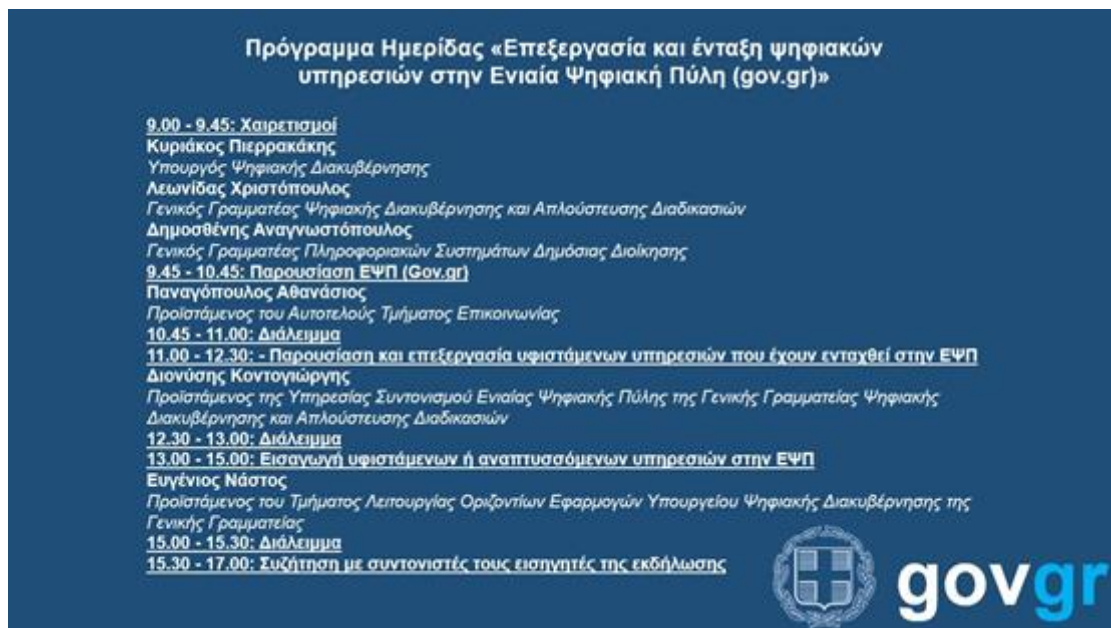 Πρόγραμμα Ημερίδας «Επεξεργασία και ένταξη ψηφιακών
υπηρεσιών στην Ενιαία Ψηφιακή Πύλη (gov.gr)»
9.00 - 9.45: Χαιρετισμοί
Κυριάκος Πιερρακάκης
Υπουργός Ψηφιακής Διακυβέρνησης
Λεωνίδας Χριστόπουλος
Γενικός Γραμματέας Ψηφιακής Διακυβέρνησης και Απλούστευσης Διαδικασιών
Δημοσθένης Αναγνωστόπουλος
Γενικός Γραμματέας Πληροφοριακών Συστημάτων Δημόσιας Διοίκησης
9.45 - 10.45: Παρουσίαση ΕΨΠ (Gov.gr)
Παναγόπουλος Αθανάσιος
Προϊστάμενος του Αυτοτελούς Τμήματος Επικοινωνίας
10.45 - 11.00: Διάλειμμα
11.00 - 12.30: - Παρουσίαση και επεξεργασία υφιστάμενων υπηρεσιών που έχουν ενταχθεί στην ΕΨΠ
Διονύσης Κοντογιώργης
Προϊστάμενος της Υπηρεσίας Συντονισμού Ενιαίας Ψηφιακής Πύλης της Γενικής Γραμματείας Ψηφιακής
Διακυβέρνησης και Απλούστευσης Διαδικασιών
12.30 - 13.00: Διάλειμμα
13.00 - 15.00: Εισαγωγή υφιστάμενων ή αναπτυσσόμενων υπηρεσιών στην ΕΨΠ
Ευγένιος Νάστος
Προϊστάμενος του Τμήματος Λειτουργίας Οριζοντίων Εφαρμογών Υπουργείου Ψηφιακής Διακυβέρνησης της
Γενικής Γραμματείας
15.00 - 15.30: Διάλειμμα
15.30 - 17.00: Συζήτηση με συντονιστές τους εισηγητές της εκδήλωσης
govgr